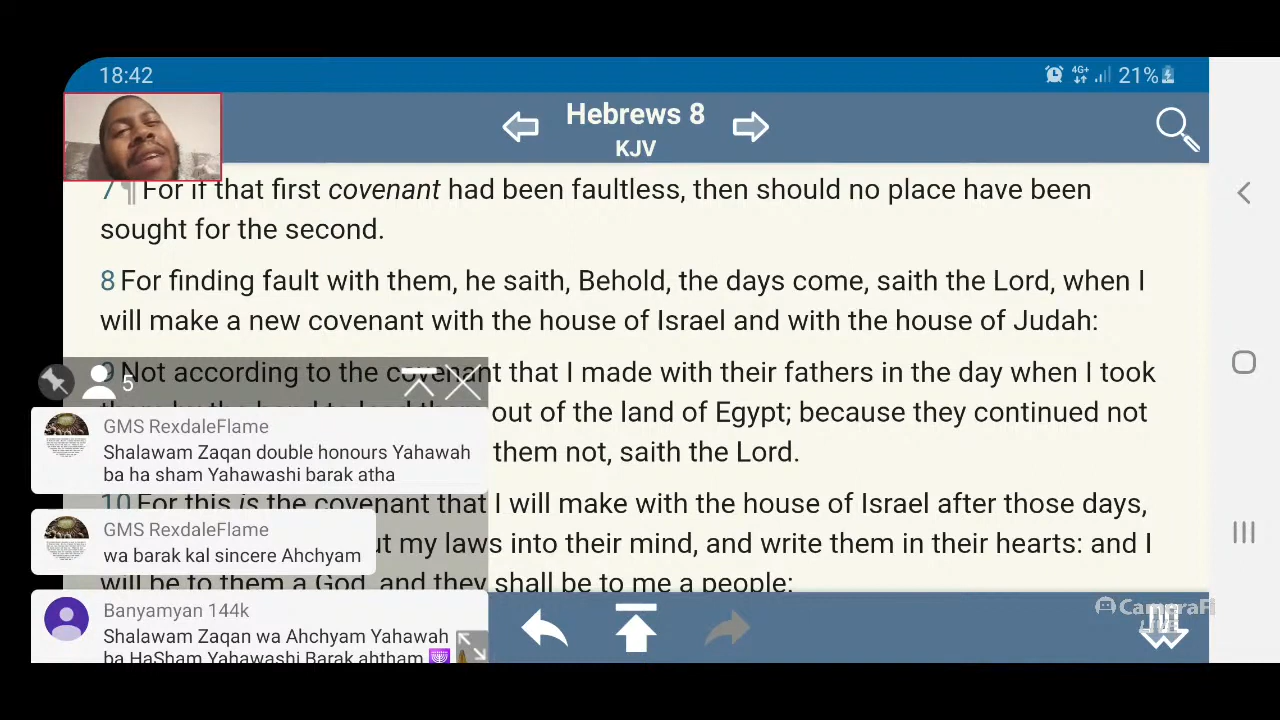 18:42
4G+
21%
Hebrews 8
KJV
7 ¶ For if that first covenant had been faultless, then should no place have been
sought for the second.
8 For finding fault with them, he saith, Behold, the days come, saith the Lord, when I
will make a new covenant with the house of Israel and with the house of Judah:
5
9 Not according to the covenant that I made with their fathers in the day when I took
out of the land of Egypt; because they continued not
GMS RexdaleFlame
Shalawam Zaqan double honours Yahawah
ba ha sham Yahawashi barak atha
them not, saith the Lord.
10 For this is the covenant that I will make with the house of Israel after those days,
GMS RexdaleFlame
wa barak kal sincere Ahchyam
my laws into their mind, and write them in their hearts: and I
will be to them a God, and they shall be to me a people:
Banyamyan 144k
Shalawam Zaqan wa Ahchyam Yahawah
ba HaSham Yahawashi Barak ahtham
CameraFi
LIVE